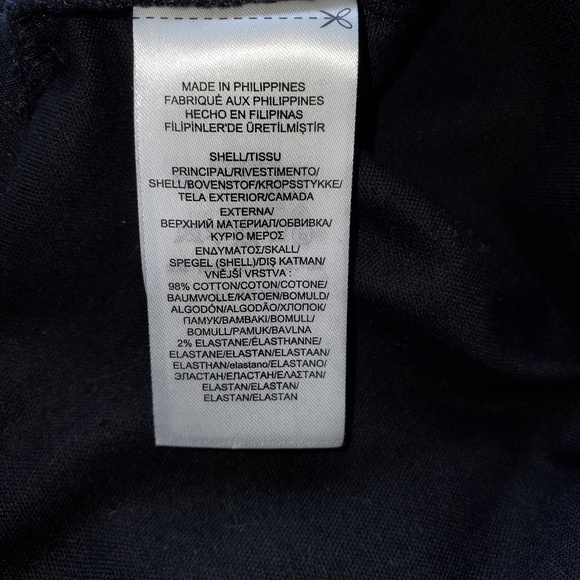 MADE IN PHILIPPINES
FABRIQUÉ AUX PHILIPPINES
HECHO EN FILIPINAS
FİLİPİNLER'DE ÜRETİLMİŞTİR
SHELL/TISSU
PRINCIPAL/RIVESTIMENTO/
SHELL/BOVENSTOF/KROPSSTYKKE/
TELA EXTERIOR/CAMADA
EXTERNA/
ВЕРХНИЙ МАТЕРИАЛ/ОБВИВКА/
ΚΥΡΙΟ ΜΕΡΟΣ
ΕΝΔΥΜΑΤΟΣ/SKALL/
SPEGEL (SHELL)/DIŞ KATMAN/
VNĚJŠÍ VRSTVA :
98% COTTON/COTON/COTONE/
BAUMWOLLE/KATOEN/BOMULD/
ALGODÓN/ALGODÃO/ХЛОПОК/
ПАМУК/ΒΑΜΒΑΚΙ/BOMULL/
BOMULL/PAMUK/BAVLNA
2% ELASTANE/ÉLASTHANNE/
ELASTANE/ELASTAN/ELASTAAN/
ELASTHAN/elastano/ELASTANO/
ЭЛАСТАН/ЕЛАСТАН/ΕΛΑΣΤΑΝ/
ELASTAN/ELASTAN/
ELASTAN/ELASTAN